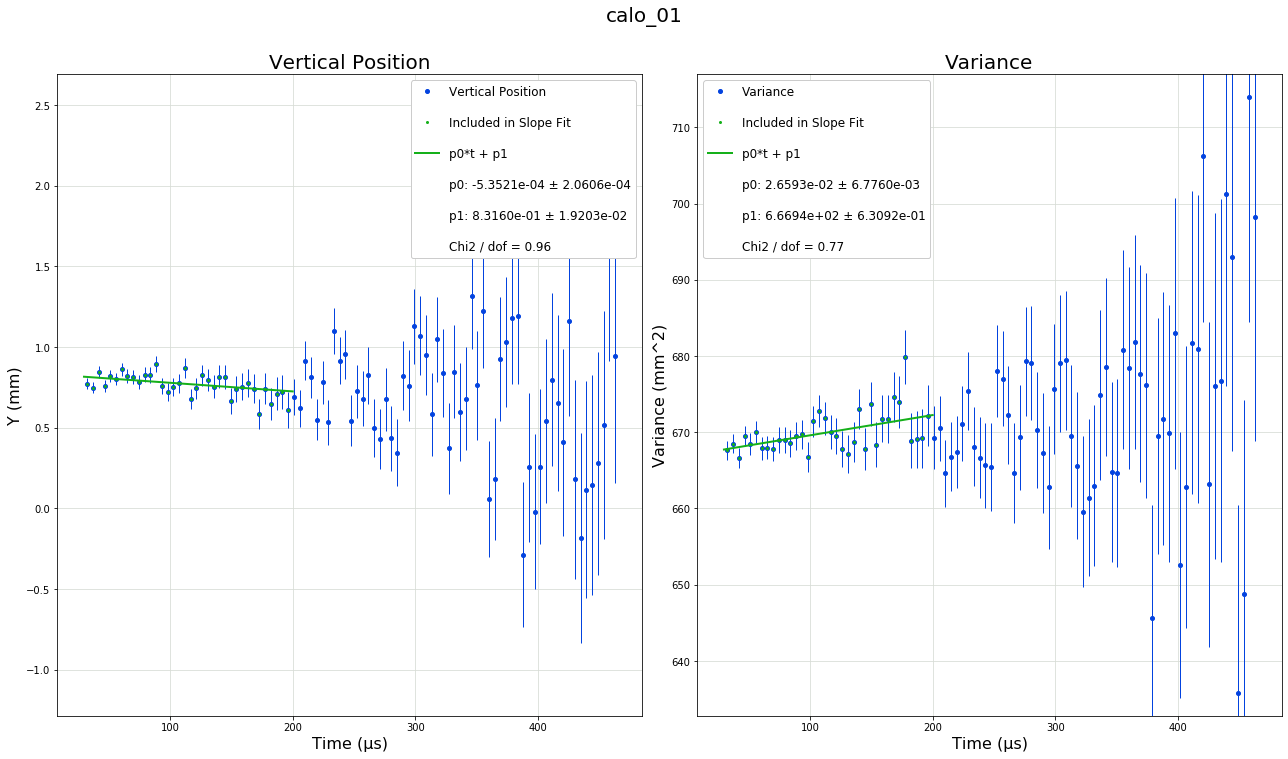 calo_01
Vertical Position
Vertical Position
Included in Slope Fit
p0*t + p1
p0: -5.3521e-04 ± 2.0606e-04
p1: 8.3160e-01 ± 1.9203e-02
Chi2 / dof = 0.96
2.5
2.0
1.5
1.0
0.5
0.0
−0.5
−1.0
Y (mm)
100
200
300
400
Time (μs)
Variance
Variance
Included in Slope Fit
p0*t + p1
p0: 2.6593e-02 ± 6.7760e-03
p1: 6.6694e+02 ± 6.3092e-01
Chi2 / dof = 0.77
710
700
690
680
670
660
650
640
Variance (mm^2)
100
200
300
400
Time (μs)